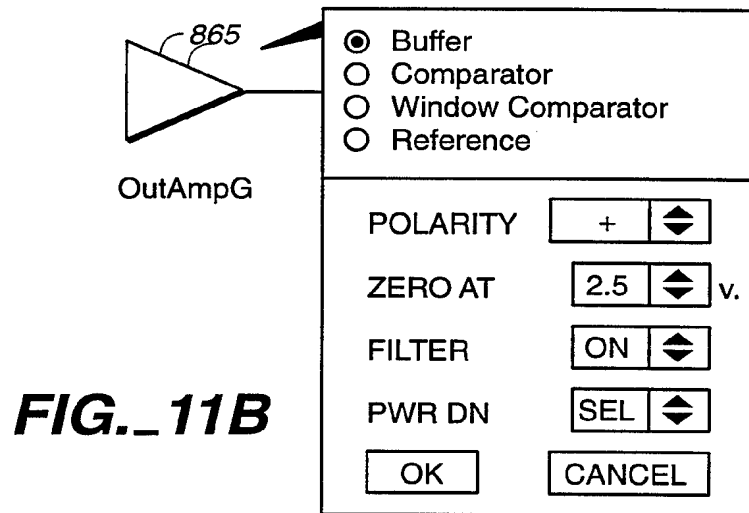 865
Buffer
Comparator
Window Comparator
Reference
OutAmpG
POLARITY +
ZERO AT 2.5 v.
FILTER ON
PWR DN SEL
OK CANCEL
FIG._11B